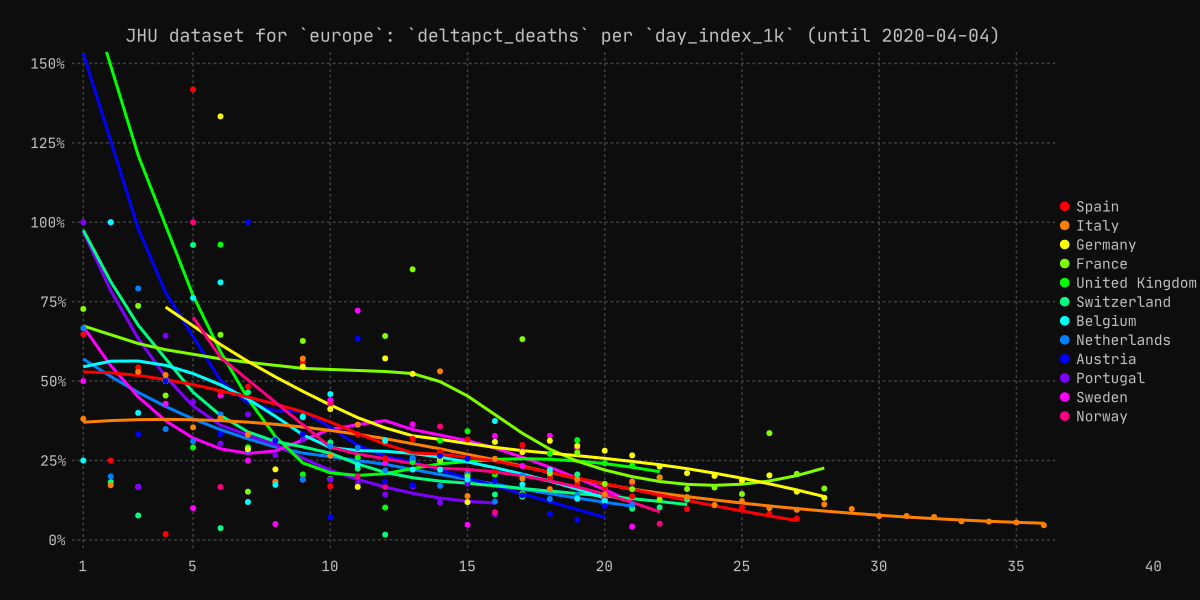 JHU dataset for `europe`: `deltapct_deaths` per `day_index_1k` (until 2020-04-04)
150%
125%
100%
75%
50%
25%
0%
1 5 10 15 20 25 30 35 40
Spain
Italy
Germany
France
United Kingdom
Switzerland
Belgium
Netherlands
Austria
Portugal
Sweden
Norway